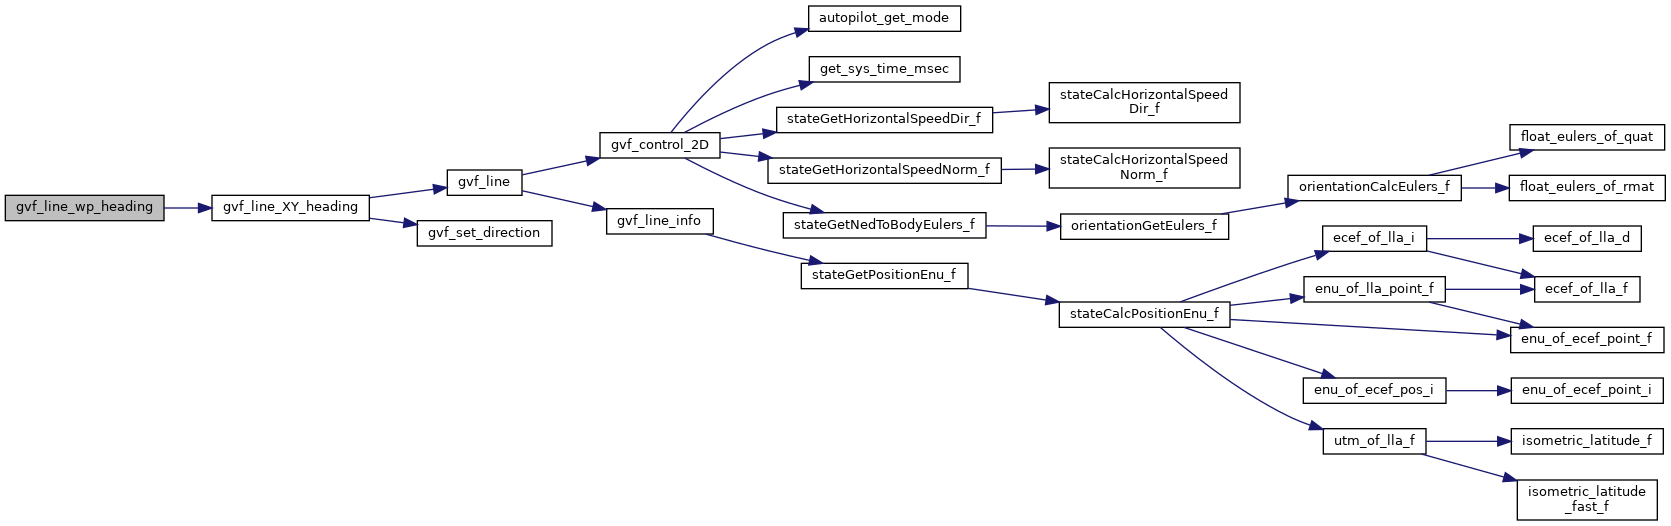 autopilot_get_mode
get_sys_time_msec
stateCalcHorizontalSpeed
Dir_f
stateGetHorizontalSpeedDir_f
float_eulers_of_quat
gvf_control_2D
stateCalcHorizontalSpeed
Norm_f
stateGetHorizontalSpeedNorm_f
gvf_line
orientationCalcEulers_f
float_eulers_of_rmat
gvf_line_wp_heading
gvf_line_XY_heading
gvf_line_info
stateGetNedToBodyEulers_f
orientationGetEulers_f
gvf_set_direction
ecef_of_lla_i
ecef_of_lla_d
stateGetPositionEnu_f
enu_of_lla_point_f
ecef_of_lla_f
stateCalcPositionEnu_f
enu_of_ecef_point_f
enu_of_ecef_pos_i
enu_of_ecef_point_i
utm_of_lla_f
isometric_latitude_f
isometric_latitude
_fast_f